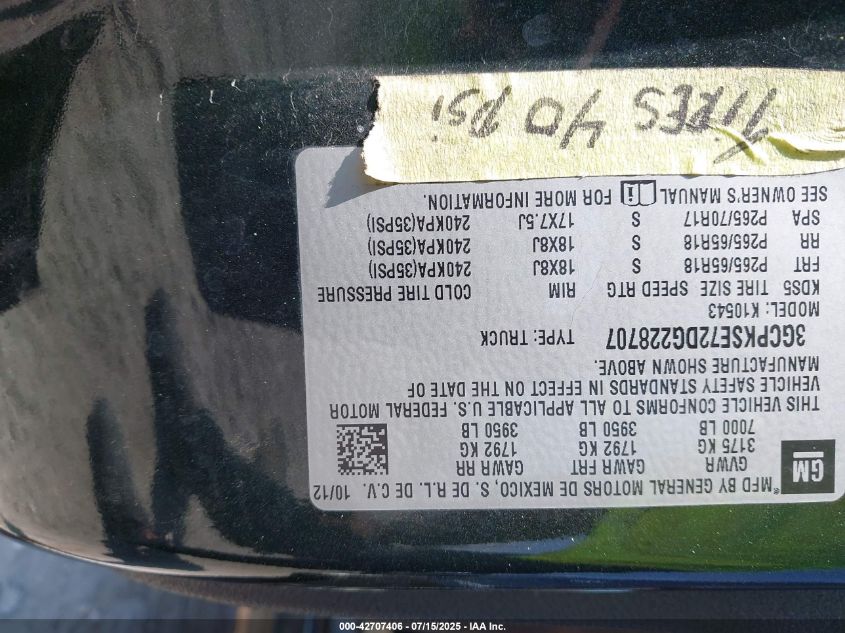 MFD BY GENERAL MOTORS DE MEXICO, S. DE R.L. DE C.V. 10/12
GM
GVWR GAWR FRT GAWR RR
3175 KG 1792 KG 1792 KG
7000 LB 3950 LB 3950 LB
THIS VEHICLE CONFORMS TO ALL APPLICABLE U.S. FEDERAL MOTOR
VEHICLE SAFETY STANDARDS IN EFFECT ON THE DATE OF
MANUFACTURE SHOWN ABOVE.
3GCPKSE72DG228707 TYPE: TRUCK
MODEL: K10543
KDS5 TIRE SIZE SPEED RTG RIM COLD TIRE PRESSURE
FRT P265/65R18 S 18X8J 240KPA(35PSI)
RR P265/65R18 S 18X8J 240KPA(35PSI)
SPA P265/70R17 S 17X7.5J 240KPA(35PSI)
SEE OWNER'S MANUAL FOR MORE INFORMATION.
TIRES 40 PSI
000-42707406 - 07/15/2025 - IAA Inc.